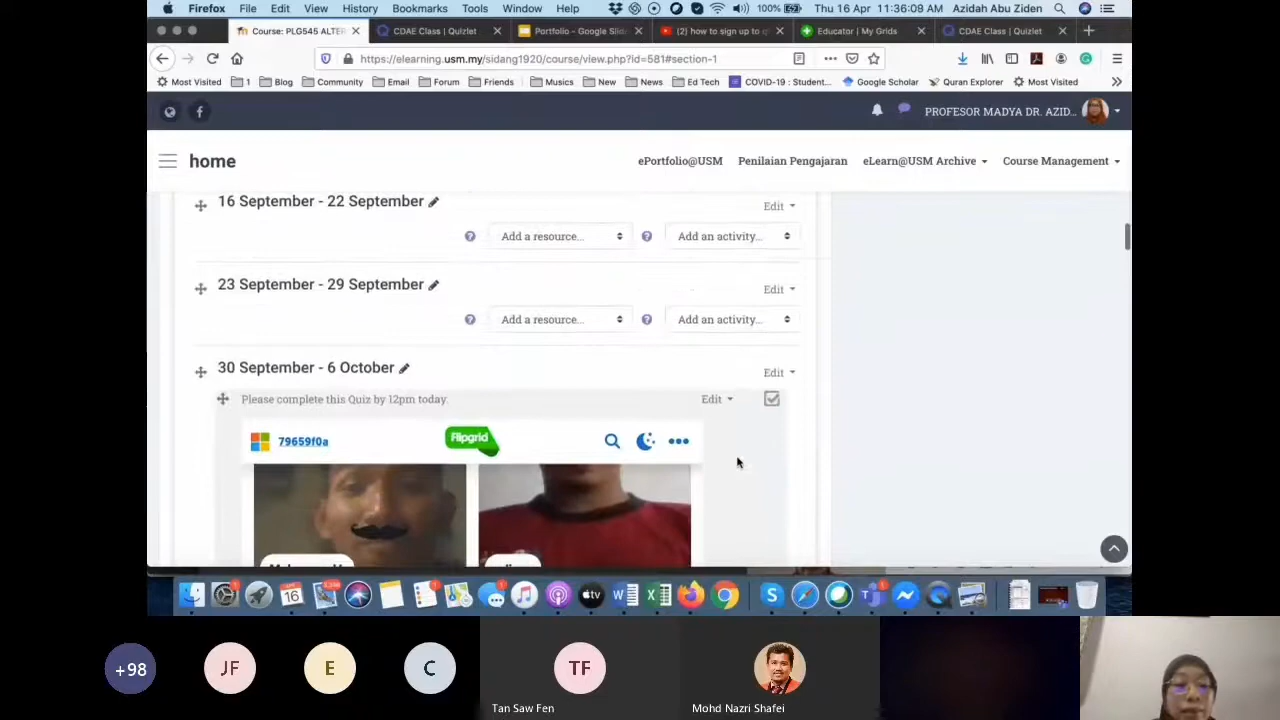 Firefox File Edit View History Bookmarks Tools Window Help 100% Thu 16 Apr 11:36:09 AM Azidah Abu Ziden
Course: PLG545 ALTER CDAE Class | Quizlet Portfolio - Google Slid (2) how to sign up to q Educator | My Grids CDAE Class | Quizlet
https://elearning.usm.my/sidang1920/course/view.php?id=581#section-1
Most Visited 1 Blog Community Email Forum Friends Musics New News Ed Tech COVID-19 : Student... Google Scholar Quran Explorer Most Visited
PROFESOR MADYA DR. AZID...
home ePortfolio@USM Penilaian Pengajaran eLearn@USM Archive Course Management
16 September - 22 September Edit
Add a resource... Add an activity...
23 September - 29 September Edit
Add a resource... Add an activity...
30 September - 6 October Edit
Please complete this Quiz by 12pm today. Edit
79659f0a Flipgrid
APR
16
+98 JF E C TF
Tan Saw Fen Mohd Nazri Shafei